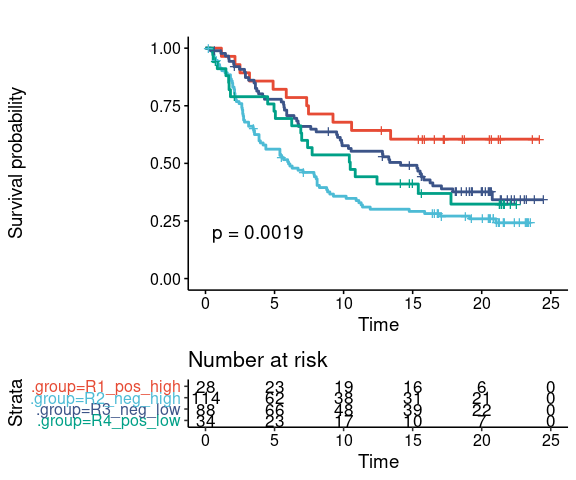 Survival probability
1.00
0.75
0.50
0.25
0.00
p = 0.0019
0 5 10 15 20 25
Time
Number at risk
Strata
.group=R1_pos_high 28 23 19 16 6 0
.group=R2_neg_high 114 62 38 31 21 0
.group=R3_neg_low 88 66 48 39 22 0
.group=R4_pos_low 34 23 17 10 7 0
0 5 10 15 20 25
Time